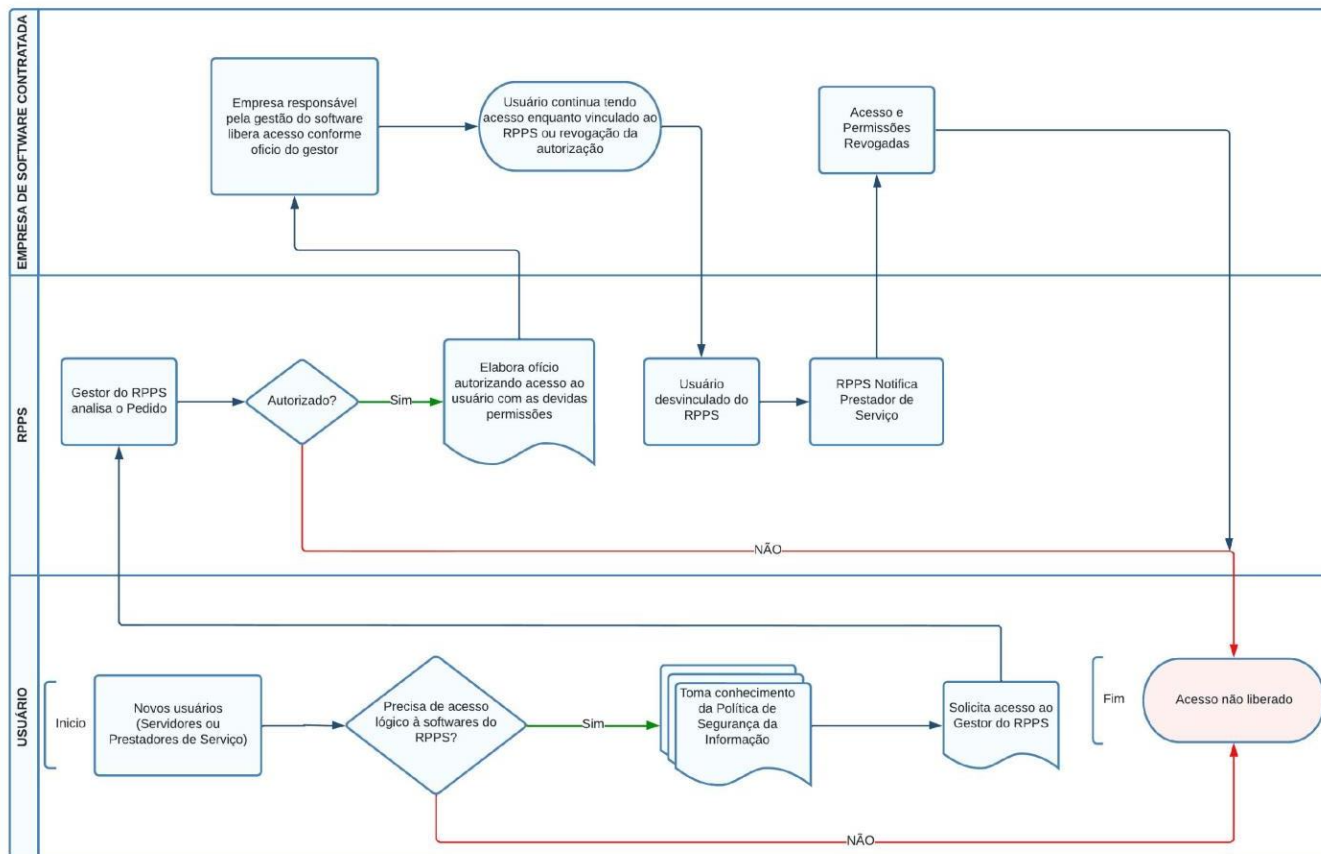 EMPRESA DE SOFTWARE CONTRATADA
Empresa responsável
pela gestão do software
libera acesso conforme
oficio do gestor
Usuário continua tendo
acesso enquanto vinculado ao
RPPS ou revogação da
autorização
Acesso e
Permissões
Revogadas
RPPS
Gestor do RPPS
analisa o Pedido
Autorizado?
Sim
Elabora ofício
autorizando acesso ao
usuário com as devidas
permissões
Usuário
desvinculado do
RPPS
RPPS Notifica
Prestador de
Serviço
NÃO
USUÁRIO
Inicio
Novos usuários
(Servidores ou
Prestadores de Serviço)
Precisa de acesso
lógico à softwares do
RPPS?
Sim
Toma conhecimento
da Política de
Segurança da
Informação
Solicita acesso ao
Gestor do RPPS
Fim
Acesso não liberado
NÃO